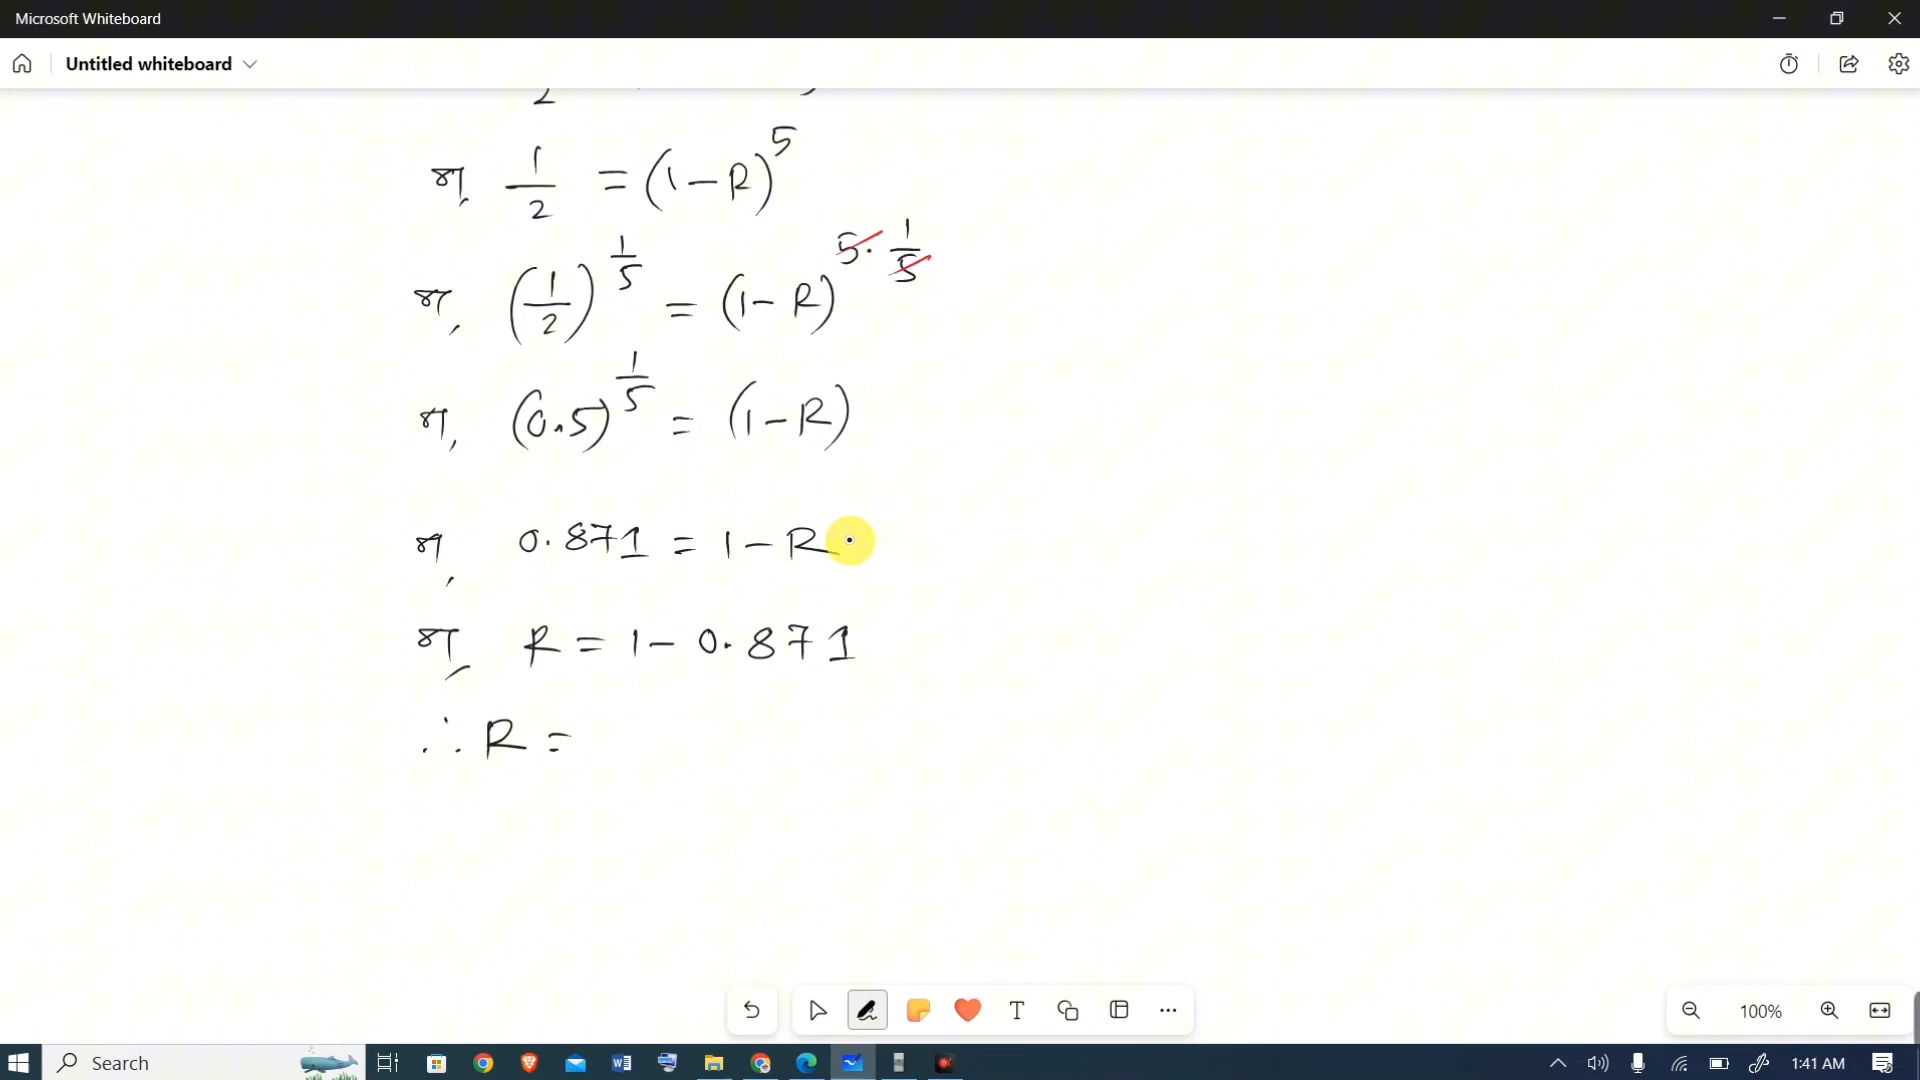 Microsoft Whiteboard
Untitled whiteboard
2
বা, 1/2 = (1-R)^5
বা, (1/2)^(1/5) = (1-R)^(5·1/5)
বা, (0.5)^(1/5) = (1-R)
বা, 0.871 = 1-R
বা, R = 1-0.871
∴ R =
100%
Search
1:41 AM